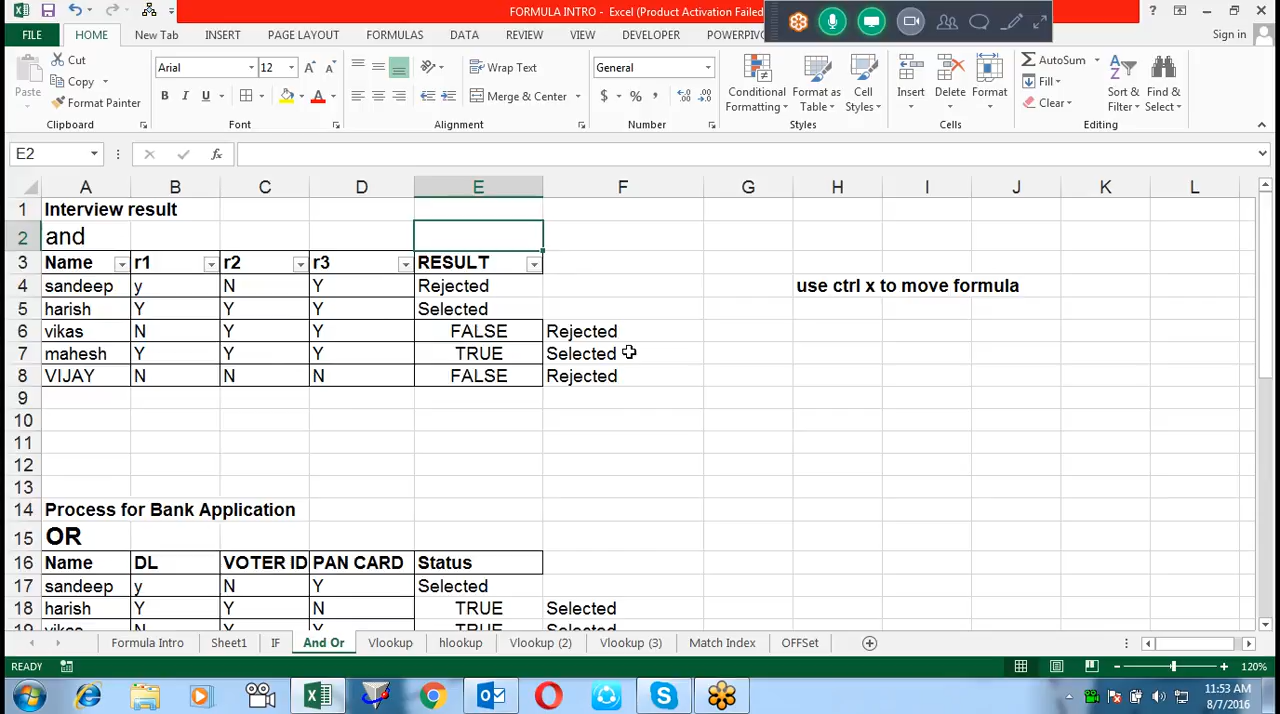 FORMULA INTRO - Excel (Product Activation Failed
FILE HOME New Tab INSERT PAGE LAYOUT FORMULAS DATA REVIEW VIEW DEVELOPER POWERPIV Sign in
Paste Cut Copy Format Painter Clipboard
Arial 12 B I U Font
Wrap Text Merge & Center Alignment
General $ % , Number
Conditional Formatting Format as Table Cell Styles Styles
Insert Delete Format Cells
AutoSum Fill Clear Sort & Filter Find & Select Editing
E2 fx
A B C D E F G H I J K L
1 Interview result
2 and
3 Name r1 r2 r3 RESULT
4 sandeep y N Y Rejected use ctrl x to move formula
5 harish Y Y Y Selected
6 vikas N Y Y FALSE Rejected
7 mahesh Y Y Y TRUE Selected
8 VIJAY N N N FALSE Rejected
9
10
11
12
13
14 Process for Bank Application
15 OR
16 Name DL VOTER ID PAN CARD Status
17 sandeep y N Y Selected
18 harish Y Y N TRUE Selected
19 vikas N Y Y TRUE Selected
Formula Intro Sheet1 IF And Or Vlookup hlookup Vlookup (2) Vlookup (3) Match Index OFFSet
READY 120%
11:53 AM
8/7/2016